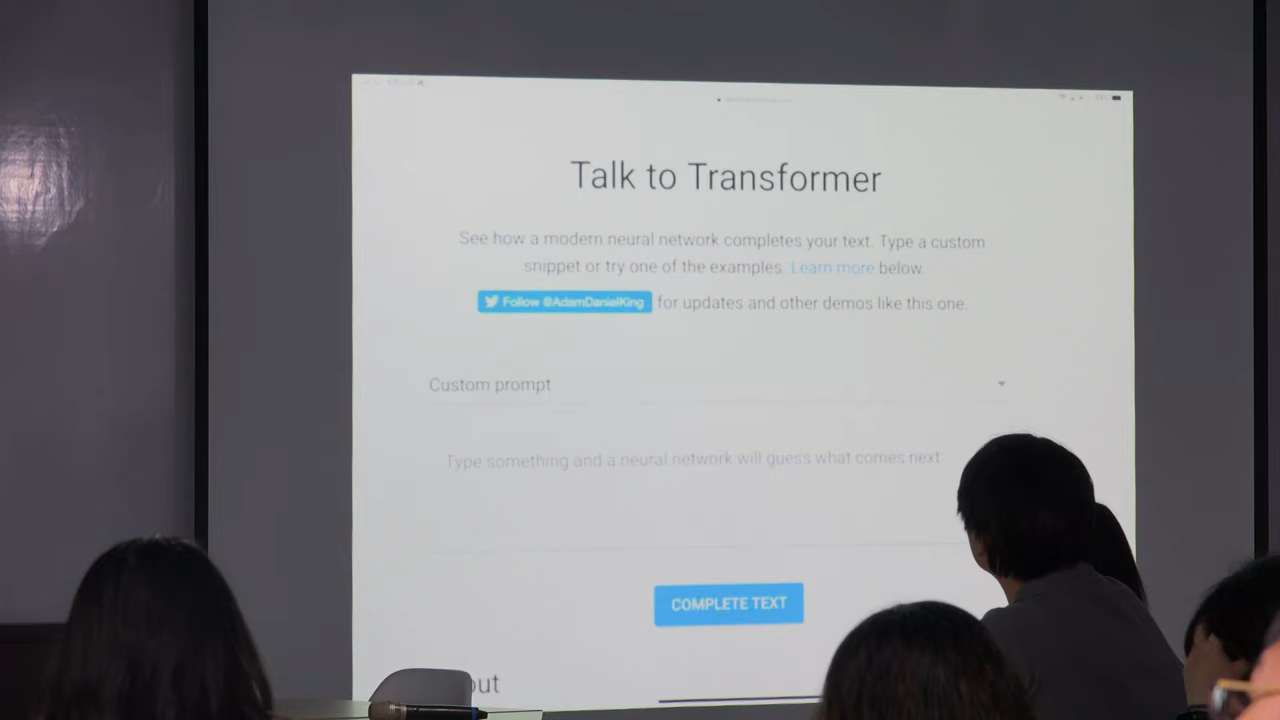 Talk to Transformer
See how a modern neural network completes your text. Type a custom
snippet or try one of the examples. Learn more below.
Follow @AdamDanielKing for updates and other demos like this one.
Custom prompt
Type something and a neural network will guess what comes next.
COMPLETE TEXT
out